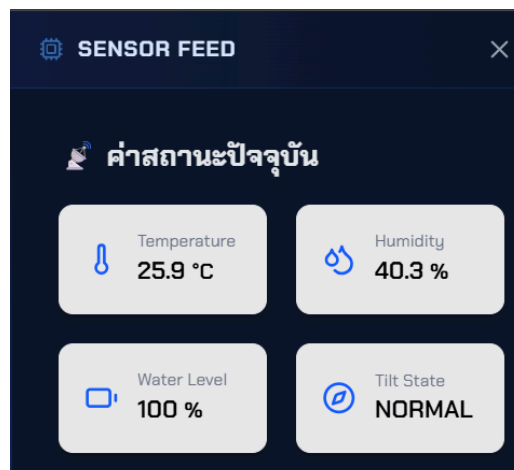 SENSOR FEED
ค่าสถานะปัจจุบัน
Temperature
25.9 °C
Humidity
40.3 %
Water Level
100 %
Tilt State
NORMAL